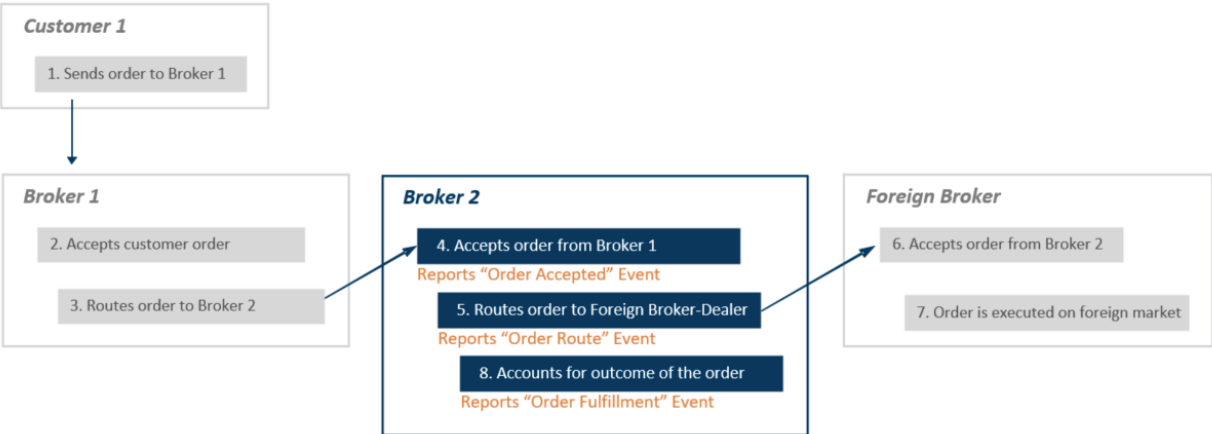 Customer 1
1. Sends order to Broker 1
Broker 1
2. Accepts customer order
3. Routes order to Broker 2
Broker 2
4. Accepts order from Broker 1
Reports “Order Accepted” Event
5. Routes order to Foreign Broker-Dealer
Reports “Order Route” Event
8. Accounts for outcome of the order
Reports “Order Fulfillment” Event
Foreign Broker
6. Accepts order from Broker 2
7. Order is executed on foreign market